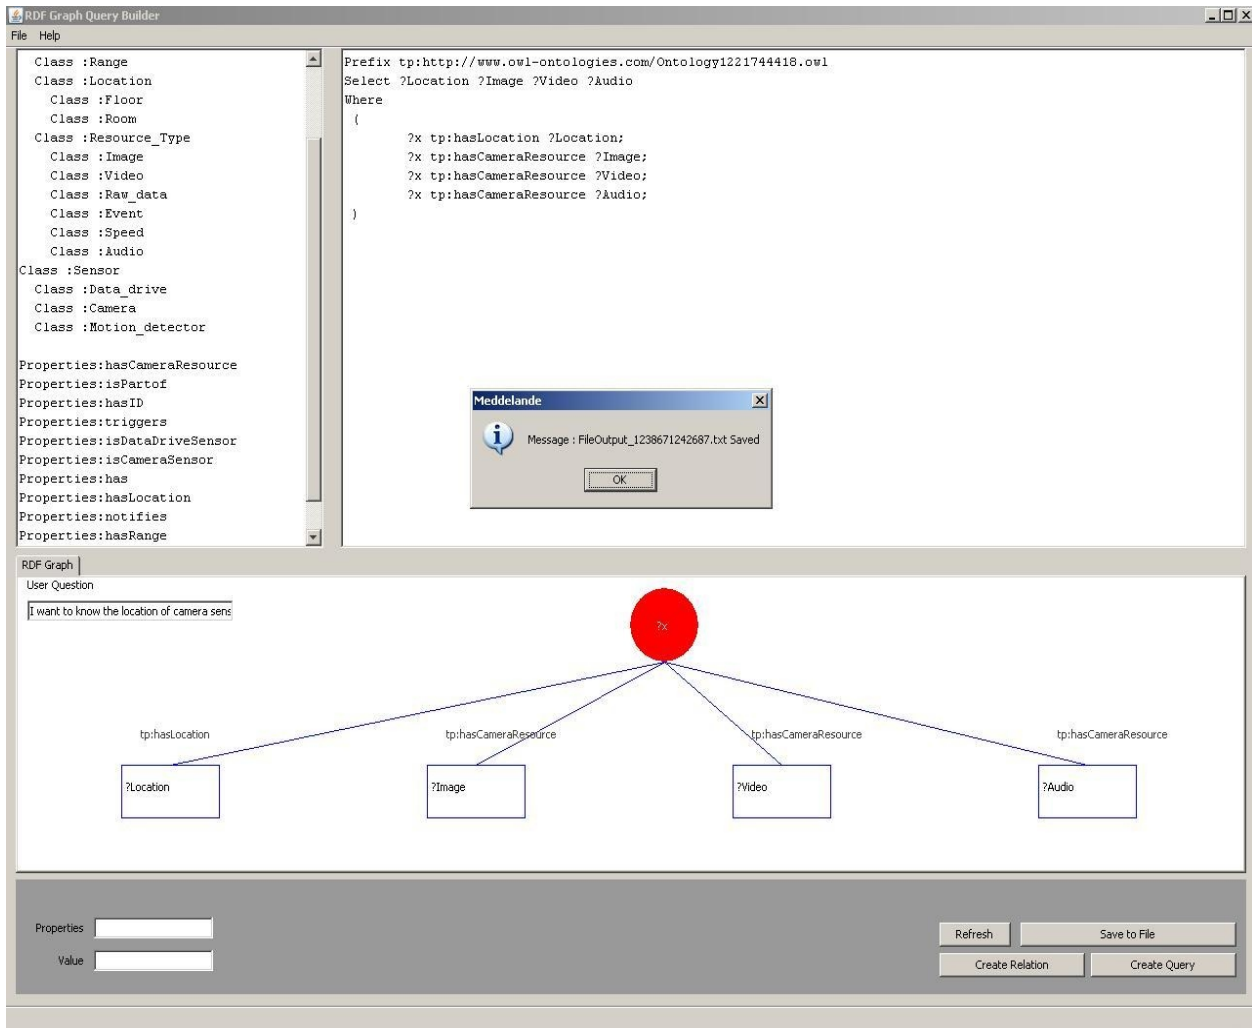 RDF Graph Query Builder
File Help
Class :Range
Class :Location
Class :Floor
Class :Room
Class :Resource_Type
Class :Image
Class :Video
Class :Raw_data
Class :Event
Class :Speed
Class :Audio
Class :Sensor
Class :Data_drive
Class :Camera
Class :Motion_detector
Properties:hasCameraResource
Properties:isPartof
Properties:hasID
Properties:triggers
Properties:isDataDriveSensor
Properties:isCameraSensor
Properties:has
Properties:hasLocation
Properties:notifies
Properties:hasRange
Prefix tp:http://www.owl-ontologies.com/Ontology1221744418.owl
Select ?Location ?Image ?Video ?Audio
Where
(
?x tp:hasLocation ?Location;
?x tp:hasCameraResource ?Image;
?x tp:hasCameraResource ?Video;
?x tp:hasCameraResource ?Audio;
)
Meddelande
Message : FileOutput_1238671242687.txt Saved
OK
RDF Graph
User Question
I want to know the location of camera sens
?x
tp:hasLocation tp:hasCameraResource tp:hasCameraResource tp:hasCameraResource
?Location ?Image ?Video ?Audio
Properties
Value
Refresh Save to File
Create Relation Create Query